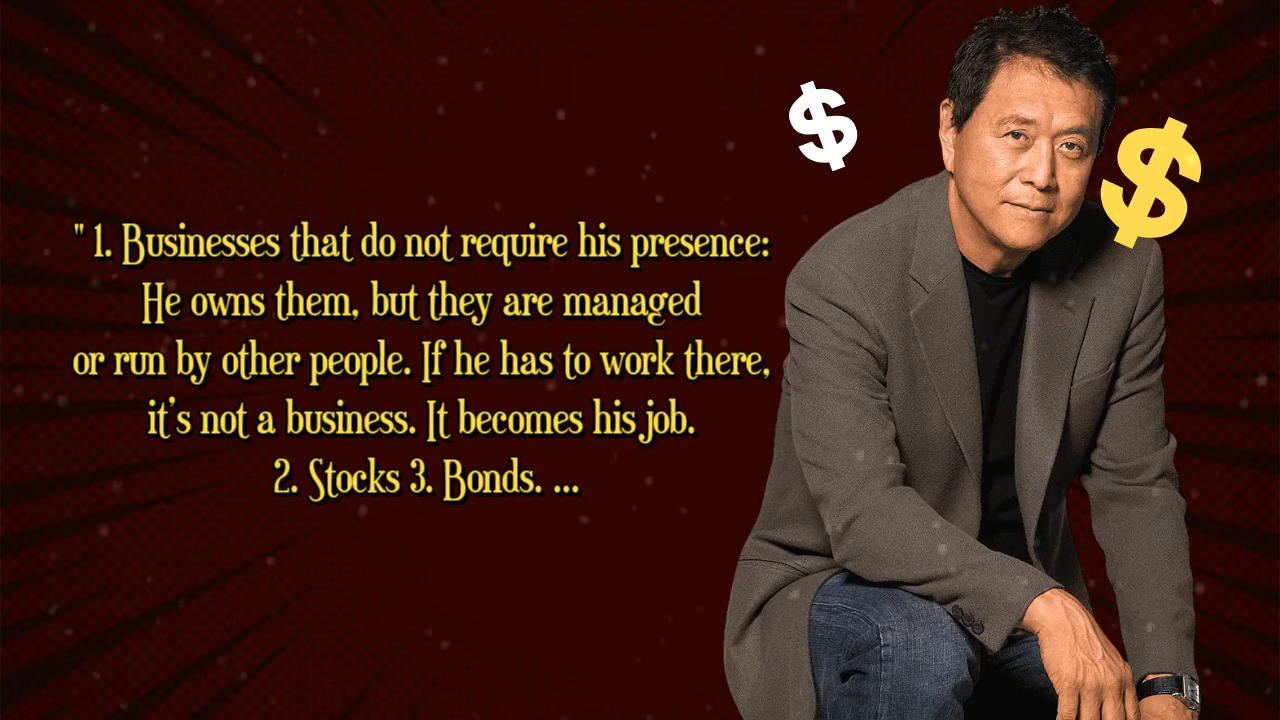 " 1. Businesses that do not require his presence:
He owns them, but they are managed
or run by other people. If he has to work there,
it's not a business. It becomes his job.
2. Stocks 3. Bonds. ...
$
$